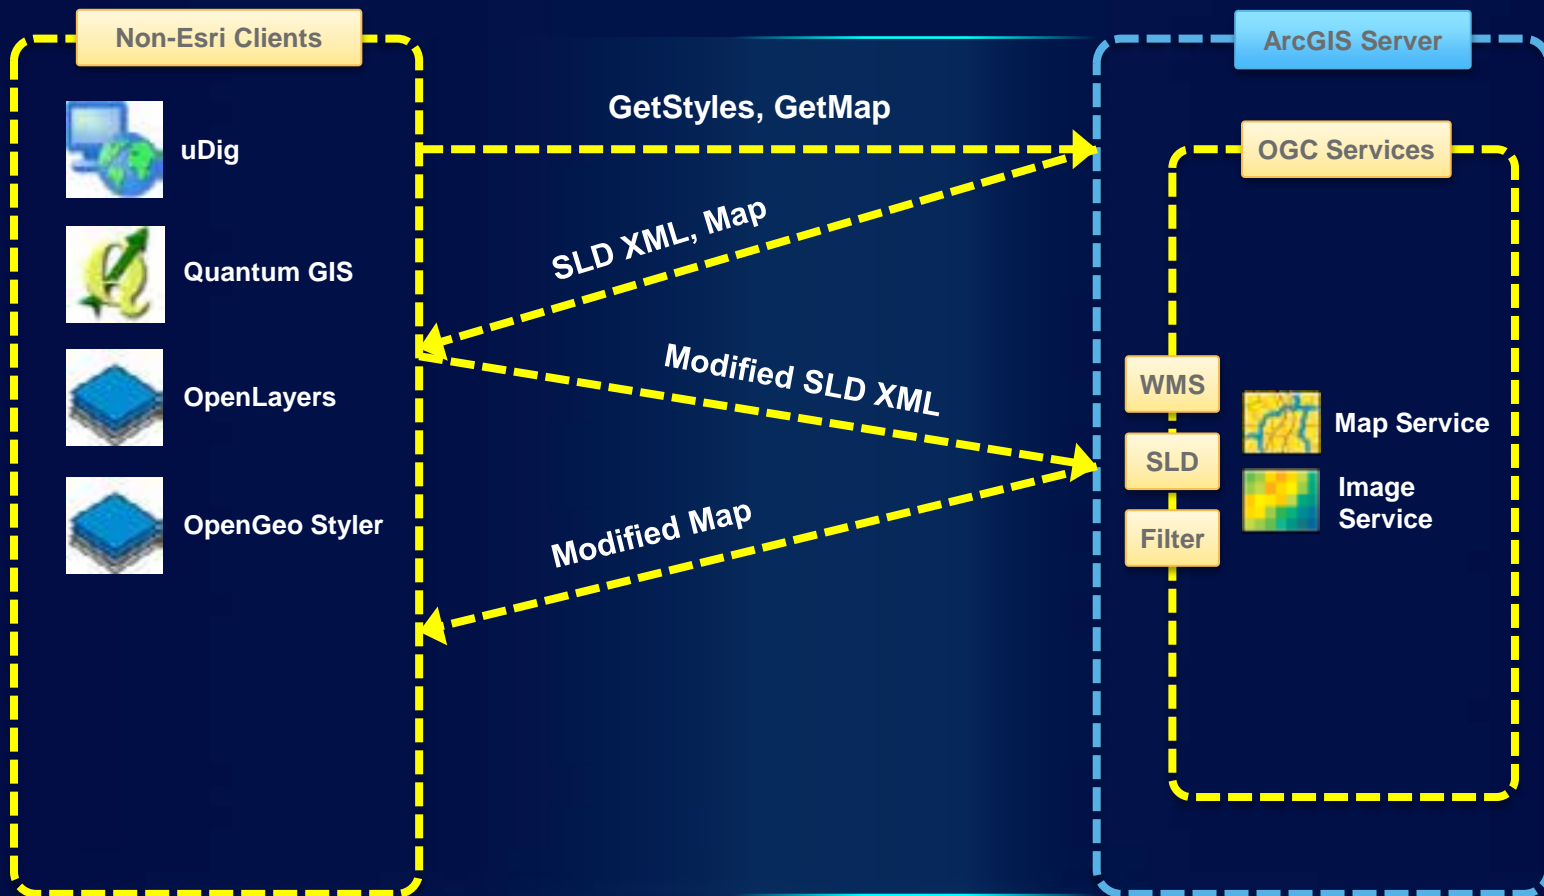 Non-Esri Clients
ArcGIS Server
GetStyles, GetMap
uDig
OGC Services
SLD XML, Map
Quantum GIS
Modified SLD XML
WMS
OpenLayers
Map Service
SLD
Image
Service
OpenGeo Styler
Modified Map
Filter